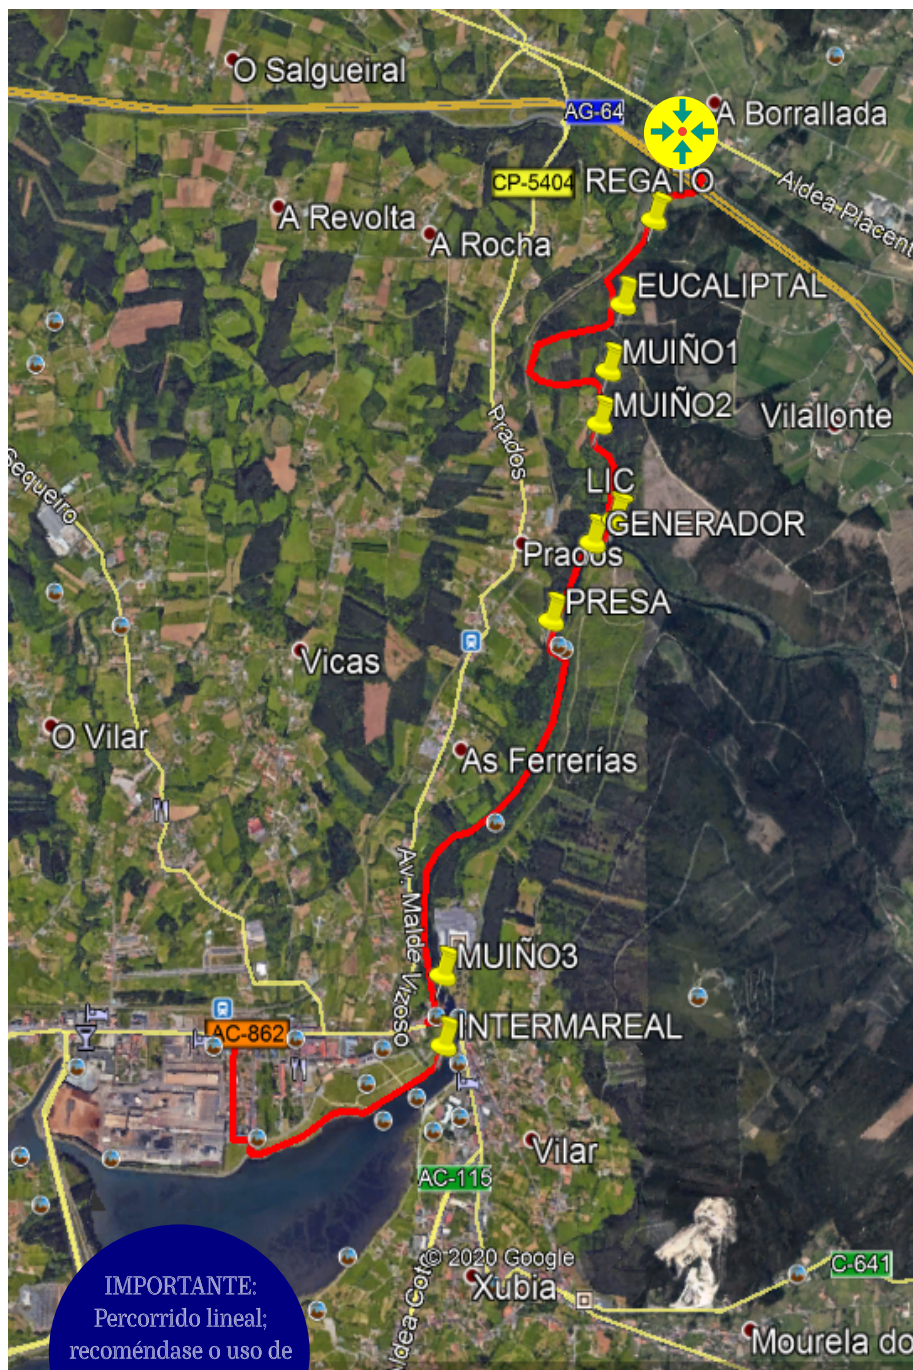 O Salgueiral
A Borrallada
AG-64
CP-5404
REGATO
Aldea Placent
A Revolta
A Rocha
EUCALIPTAL
MUIÑO1
MUIÑO2
Vilallonte
Prados
Sequeiro
LIC
GENERADOR
Prados
PRESA
Vicas
O Vilar
As Ferrerías
Av. Malde Vizoso
MUIÑO3
INTERMAREAL
AC-862
Vilar
AC-115
© 2020 Google
C-641
Xubia
Mourela do
IMPORTANTE:
Percorrido lineal;
recoméndase o uso de